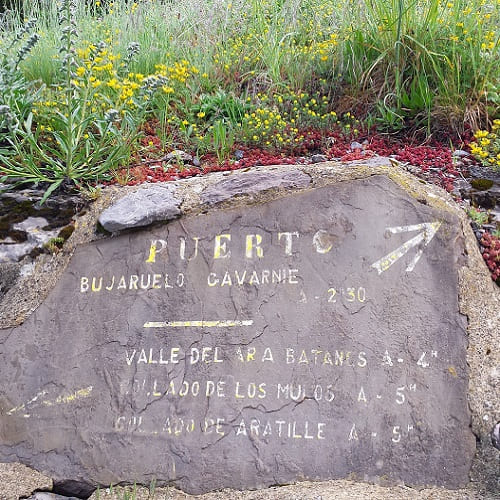 PUERTO
BUJARUELO GAVARNIE
A-2'30
VALLE DEL ARA BATANES A-4H
COLLADO DE LOS MULOS A-5H
COLLADO DE ARATILLE A-5H